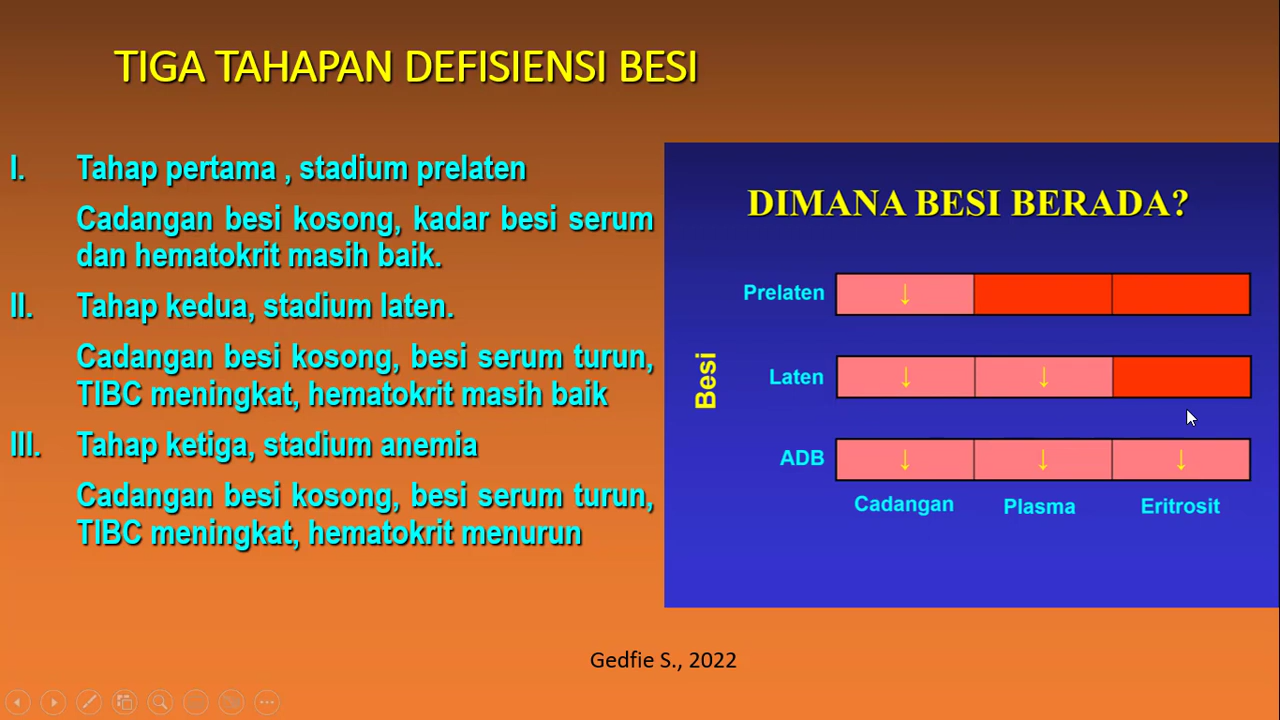 TIGA TAHAPAN DEFISIENSI BESI
I. Tahap pertama , stadium prelaten
Cadangan besi kosong, kadar besi serum
dan hematokrit masih baik.
II. Tahap kedua, stadium laten.
Cadangan besi kosong, besi serum turun,
TIBC meningkat, hematokrit masih baik
III. Tahap ketiga, stadium anemia
Cadangan besi kosong, besi serum turun,
TIBC meningkat, hematokrit menurun
DIMANA BESI BERADA?
Besi
Prelaten ↓
Laten ↓ ↓
ADB ↓ ↓ ↓
Cadangan Plasma Eritrosit
Gedfie S., 2022